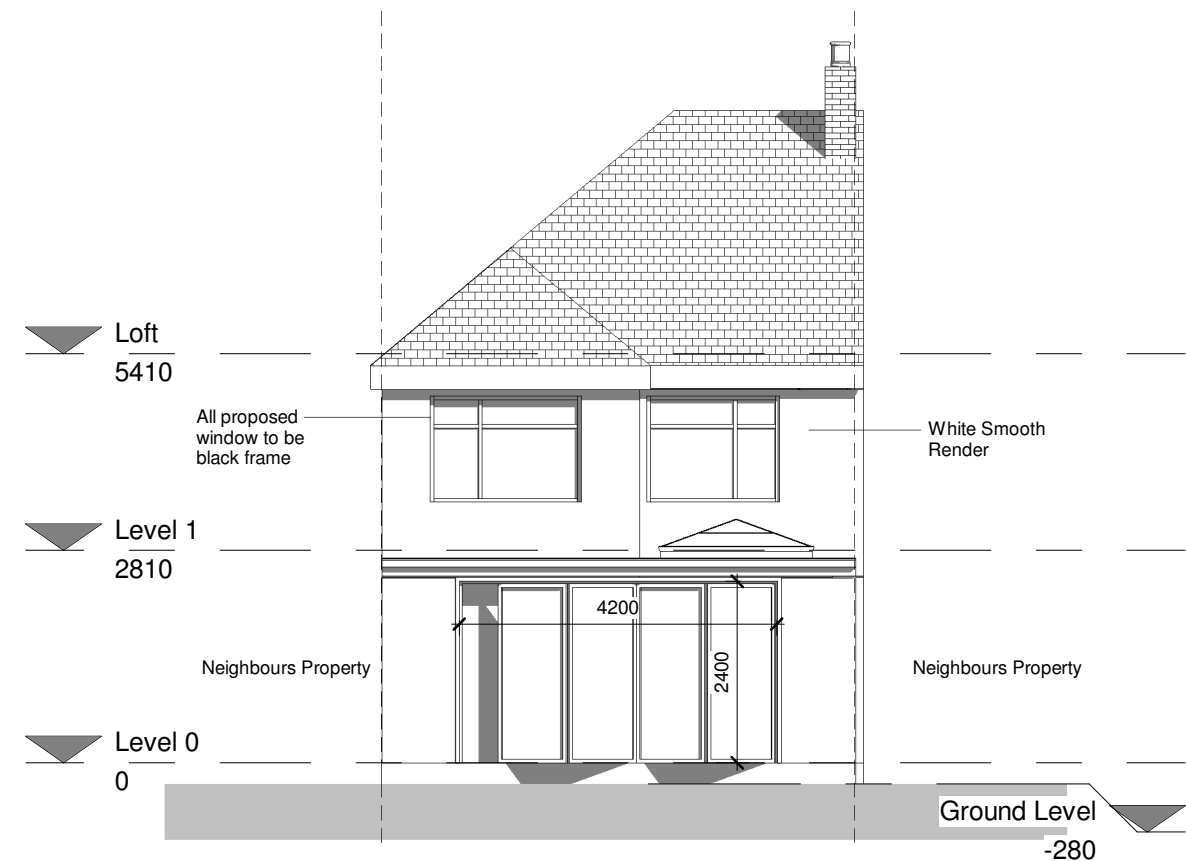 Loft
5410
All proposed
window to be
black frame
White Smooth
Render
Level 1
2810
4200
2400
Neighbours Property
Neighbours Property
Level 0
0
Ground Level
-280